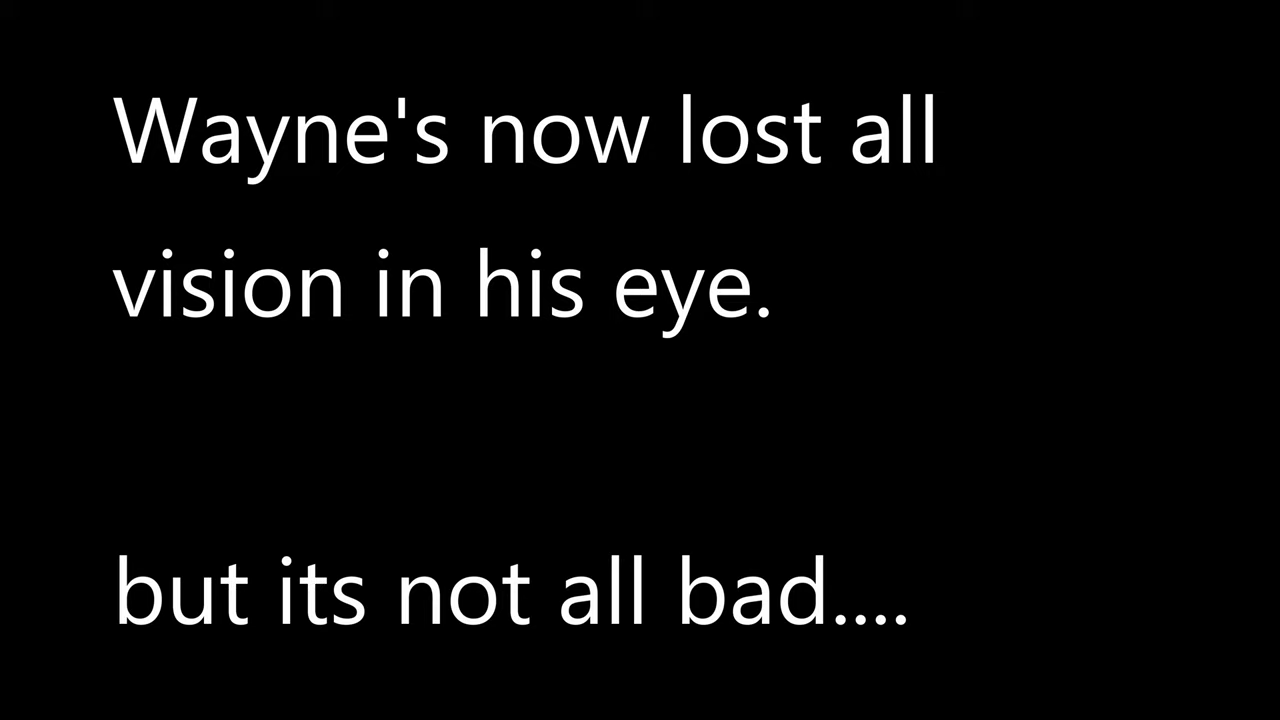 Wayne's now lost all
vision in his eye.
but its not all bad....